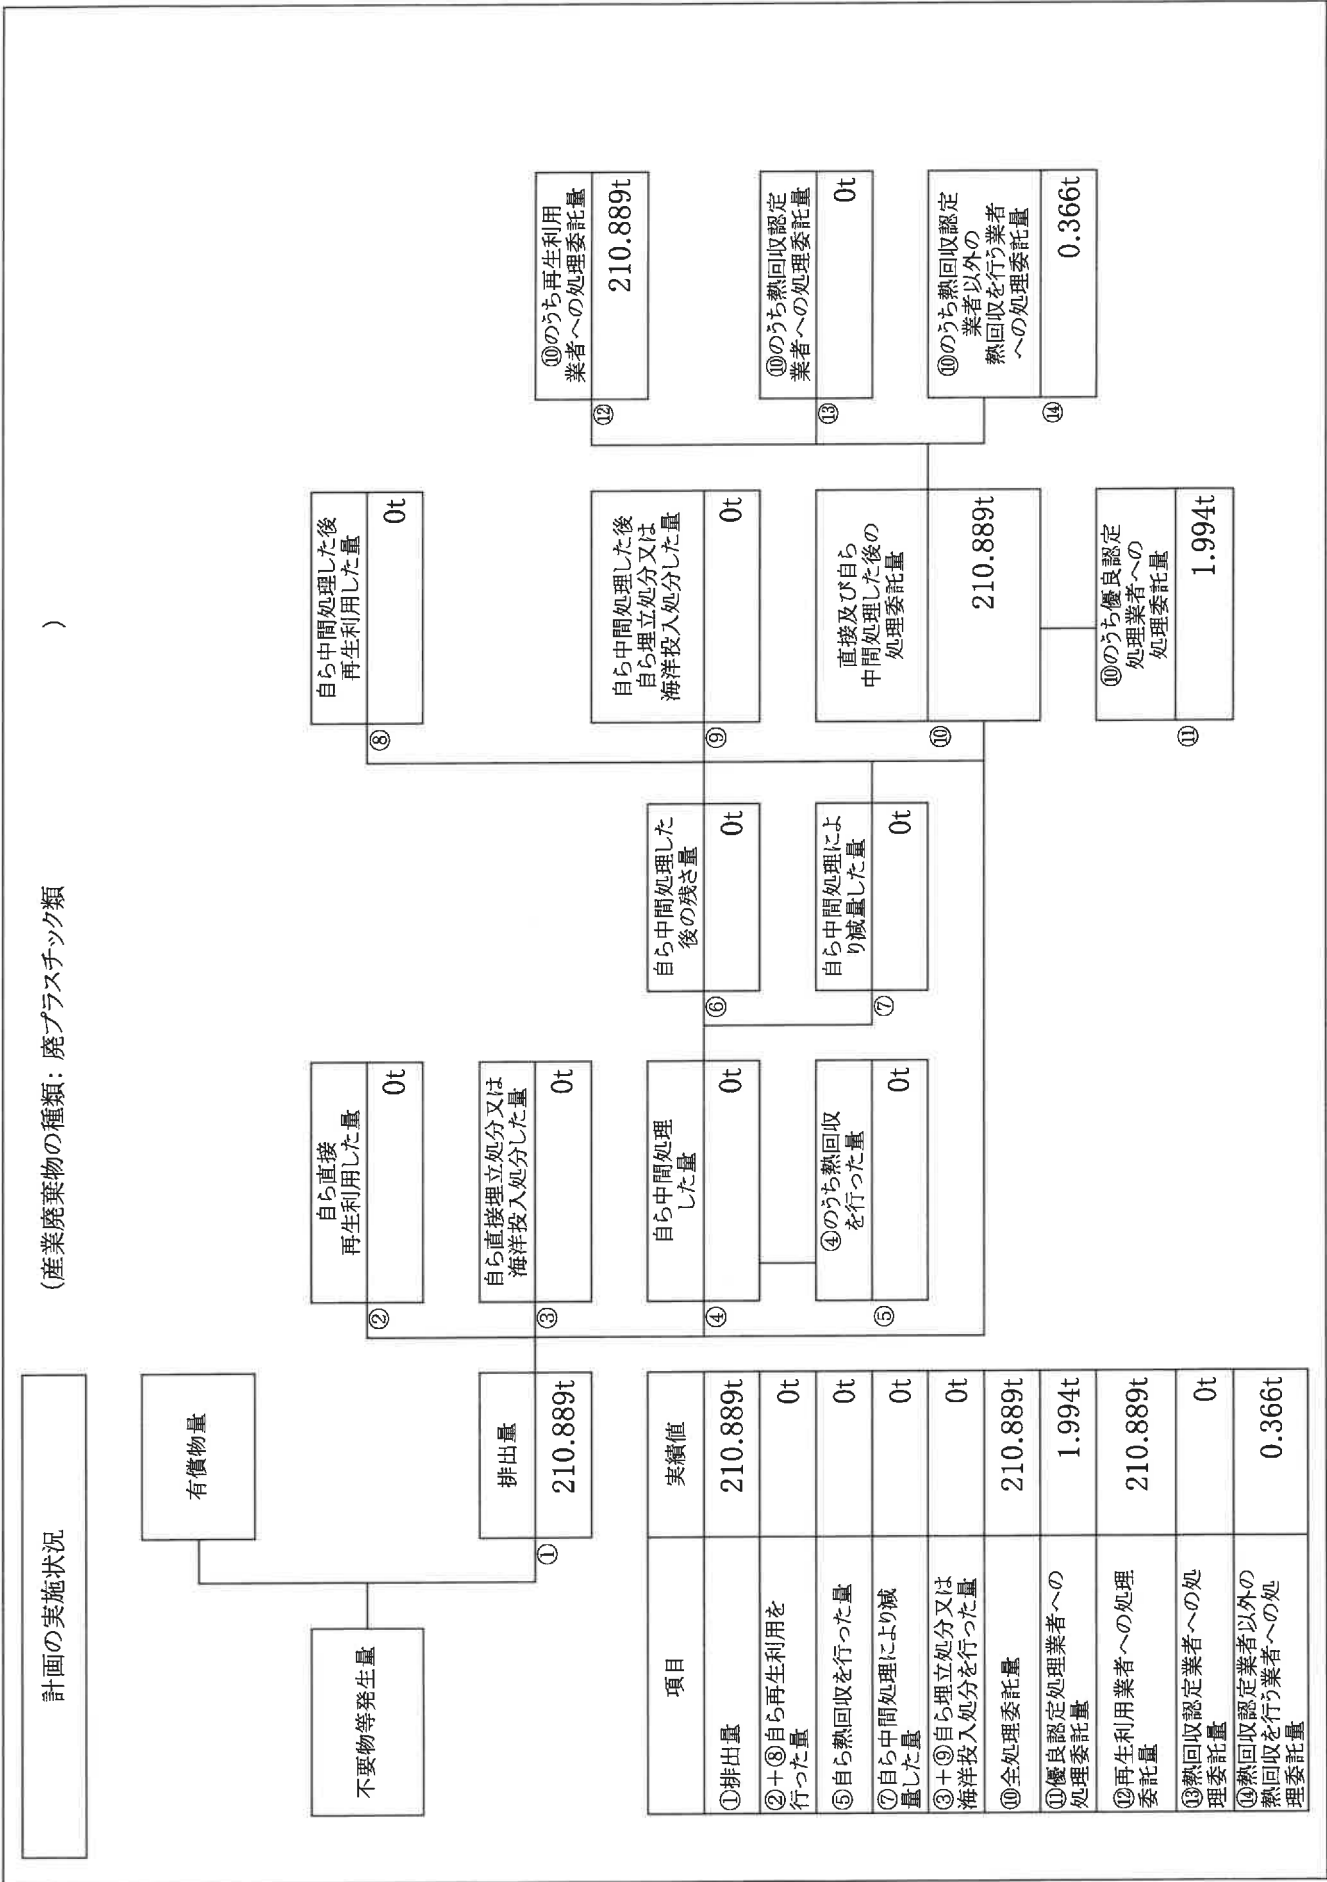 計画の実施状況
（産業廃棄物の種類： 廃プラスチック類 ）
不要物等発生量
有償物量
①
排出量
210.889t
②
自ら直接
再生利用した量
0t
③
自ら直接埋立処分又は
海洋投入処分した量
0t
④
自ら中間処理
した量
0t
⑤
④のうち熱回収
を行った量
0t
⑥
自ら中間処理した
後の残さ量
0t
⑦
自ら中間処理によ
り減量した量
0t
⑧
自ら中間処理した後
再生利用した量
0t
⑨
自ら中間処理した後
自ら埋立処分又は
海洋投入処分した量
0t
⑩
直接及び自ら
中間処理した後の
処理委託量
210.889t
⑪
⑩のうち優良認定
処理業者への
処理委託量
1.994t
⑫
⑩のうち再生利用
業者への処理委託量
210.889t
⑬
⑩のうち熱回収認定
業者への処理委託量
0t
⑭
⑩のうち熱回収認定
業者以外の
熱回収を行う業者
への処理委託量
0.366t
項目 実績値
①排出量 210.889t
②＋⑧自ら再生利用を
行った量 0t
⑤自ら熱回収を行った量 0t
⑦自ら中間処理により減
量した量 0t
③＋⑨自ら埋立処分又は
海洋投入処分を行った量 0t
⑩全処理委託量 210.889t
⑪優良認定処理業者への
処理委託量 1.994t
⑫再生利用業者への処理
委託量 210.889t
⑬熱回収認定業者への処
理委託量 0t
⑭熱回収認定業者以外の
熱回収を行う業者への処
理委託量 0.366t